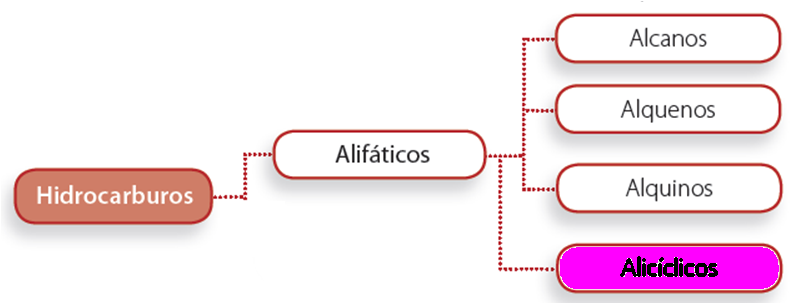 Hidrocarburos
Alifáticos
Alcanos
Alquenos
Alquinos
Alicíclicos